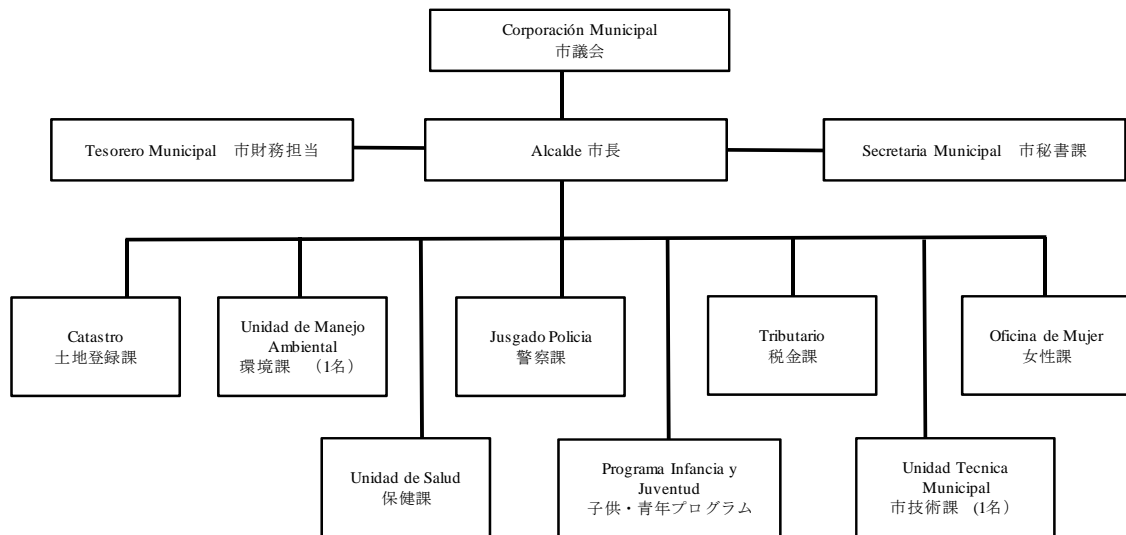 Corporación Municipal
市議会
Tesorero Municipal　市財務担当
Alcalde 市長
Secretaria Municipal　市秘書課
Catastro
土地登録課
Unidad de Manejo
Ambiental
環境課　（1名）
Jusgado Policia
警察課
Tributario
税金課
Oficina de Mujer
女性課
Unidad de Salud
保健課
Programa Infancia y
Juventud
子供・青年プログラム
Unidad Tecnica
Municipal
市技術課　(1名）